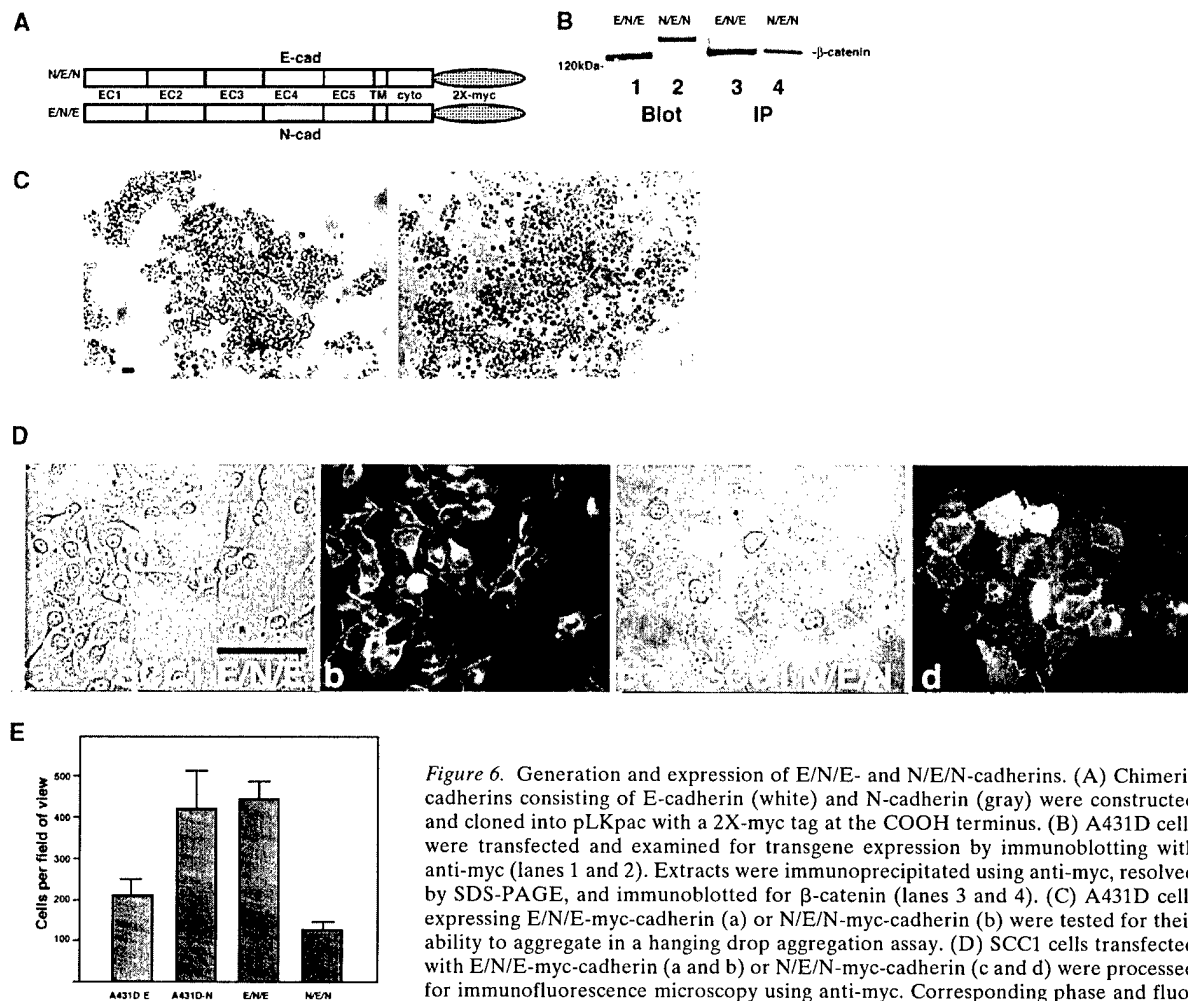 A
E-cad
N/E/N
EC1 EC2 EC3 EC4 EC5 TM cyto 2X-myc
E/N/E
N-cad
B
E/N/E N/E/N E/N/E N/E/N
120kDa-
-β-catenin
1 2 3 4
Blot IP
C
D
a E/N/E
b
d
E
Cells per field of view
500
400
300
200
100
A431D E A431D-N E/N/E N/E/N
Figure 6. Generation and expression of E/N/E- and N/E/N-cadherins. (A) Chimeri
cadherins consisting of E-cadherin (white) and N-cadherin (gray) were constructed
and cloned into pLKpac with a 2X-myc tag at the COOH terminus. (B) A431D cell
were transfected and examined for transgene expression by immunoblotting with
anti-myc (lanes 1 and 2). Extracts were immunoprecipitated using anti-myc, resolved
by SDS-PAGE, and immunoblotted for β-catenin (lanes 3 and 4). (C) A431D cell
expressing E/N/E-myc-cadherin (a) or N/E/N-myc-cadherin (b) were tested for thei
ability to aggregate in a hanging drop aggregation assay. (D) SCC1 cells transfected
with E/N/E-myc-cadherin (a and b) or N/E/N-myc-cadherin (c and d) were processed
for immunofluorescence microscopy using anti-myc. Corresponding phase and fluo